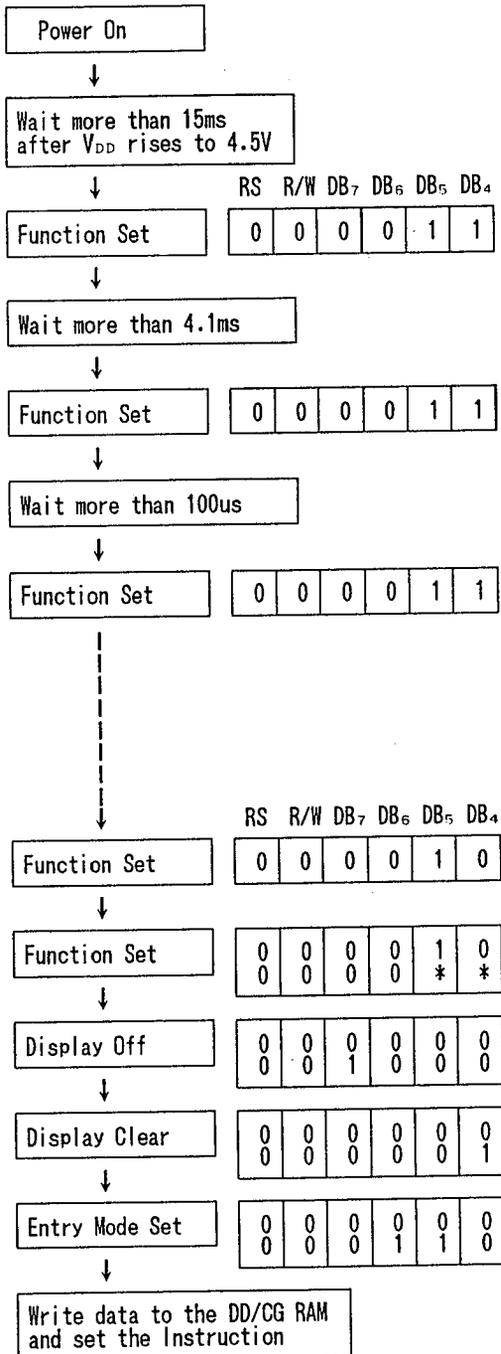 Power On
↓
Wait more than 15ms
after VDD rises to 4.5V
↓
RS R/W DB7 DB6 DB5 DB4
Function Set 0 0 0 0 1 1
↓
Wait more than 4.1ms
↓
Function Set 0 0 0 0 1 1
↓
Wait more than 100us
↓
Function Set 0 0 0 0 1 1
RS R/W DB7 DB6 DB5 DB4
Function Set 0 0 0 0 1 0
↓
Function Set 0 0 0 0 1 0
0 0 0 0 * *
↓
Display Off 0 0 0 0 0 0
0 0 1 0 0 0
↓
Display Clear 0 0 0 0 0 0
0 0 0 0 0 1
↓
Entry Mode Set 0 0 0 0 0 0
0 0 0 1 1 0
↓
Write data to the DD/CG RAM
and set the Instruction